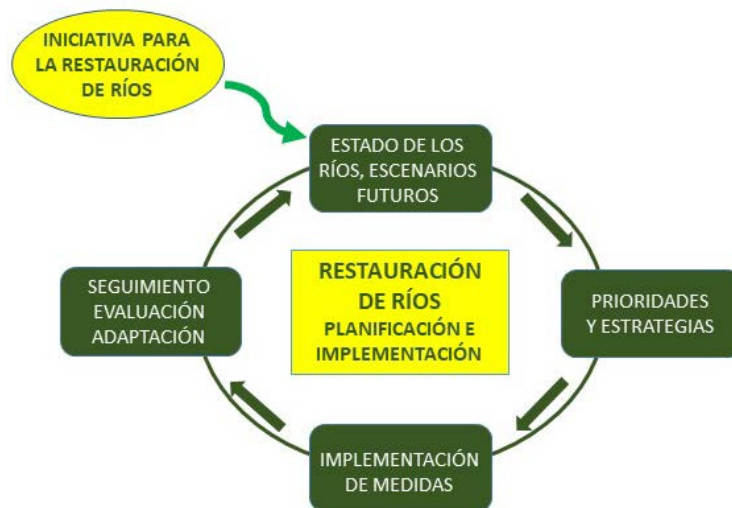 INICIATIVA PARA
LA RESTAURACIÓN
DE RÍOS
ESTADO DE LOS
RÍOS, ESCENARIOS
FUTUROS
SEGUIMIENTO
EVALUACIÓN
ADAPTACIÓN
RESTAURACIÓN
DE RÍOS
PLANIFICACIÓN E
IMPLEMENTACIÓN
PRIORIDADES
Y ESTRATEGIAS
IMPLEMENTACIÓN
DE MEDIDAS